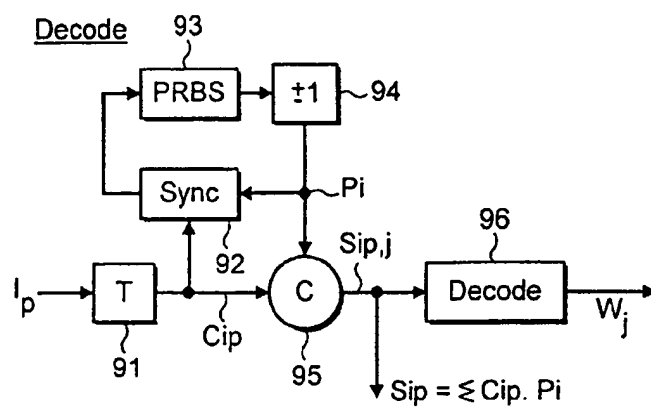 Decode
93
PRBS
±1
94
Sync
Pi
92
Sip,j
96
Ip
T
C
Decode
Wj
91
Cip
95
Sip = ≶ Cip. Pi